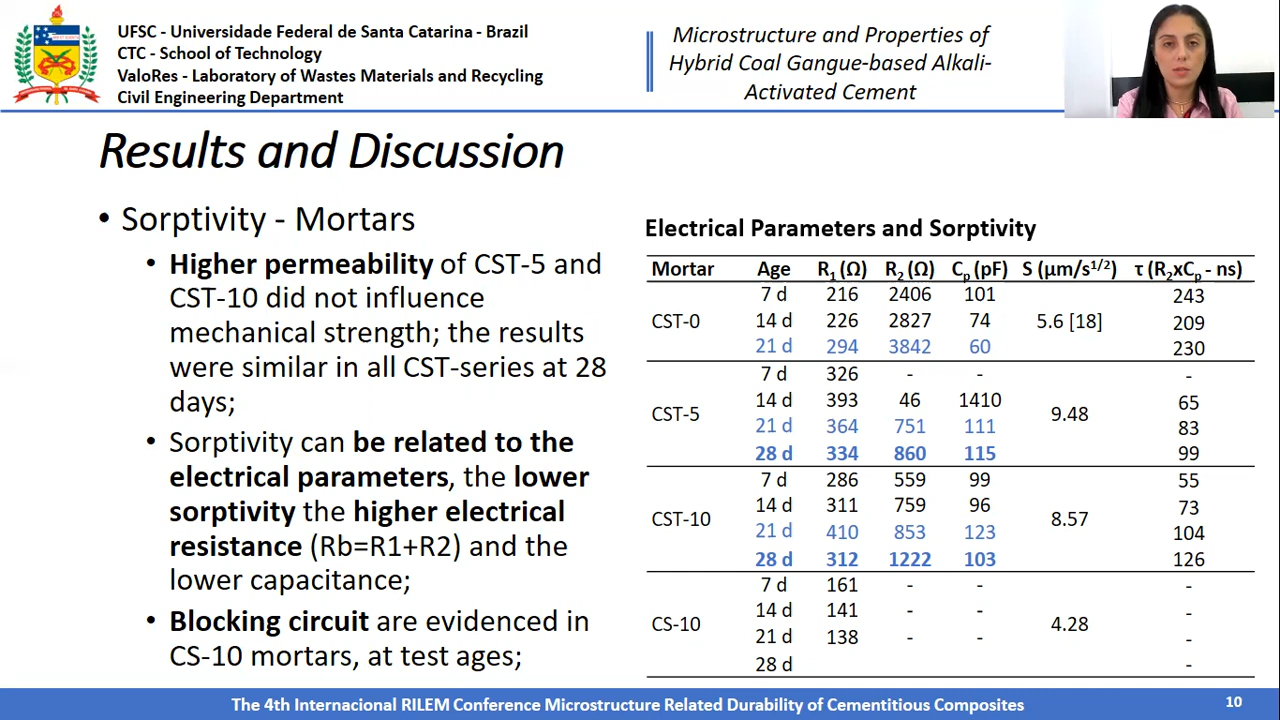 UFSC - Universidade Federal de Santa Catarina - Brazil
CTC - School of Technology
ValoRes - Laboratory of Wastes Materials and Recycling
Civil Engineering Department
Microstructure and Properties of
Hybrid Coal Gangue-based Alkali-
Activated Cement
Results and Discussion
• Sorptivity - Mortars
• Higher permeability of CST-5 and
CST-10 did not influence
mechanical strength; the results
were similar in all CST-series at 28
days;
• Sorptivity can be related to the
electrical parameters, the lower
sorptivity the higher electrical
resistance (Rb=R1+R2) and the
lower capacitance;
• Blocking circuit are evidenced in
CS-10 mortars, at test ages;
Electrical Parameters and Sorptivity
Mortar Age R1 (Ω) R2 (Ω) Cp (pF) S (µm/s1/2) τ (R2xCp - ns)
7 d 216 2406 101 243
CST-0 14 d 226 2827 74 5.6 [18] 209
21 d 294 3842 60 230
7 d 326 - - -
CST-5 14 d 393 46 1410 9.48 65
21 d 364 751 111 83
28 d 334 860 115 99
7 d 286 559 99 55
CST-10 14 d 311 759 96 8.57 73
21 d 410 853 123 104
28 d 312 1222 103 126
7 d 161 - - -
CS-10 14 d 141 - - 4.28 -
21 d 138 - - -
28 d -
The 4th Internacional RILEM Conference Microstructure Related Durability of Cementitious Composites
10